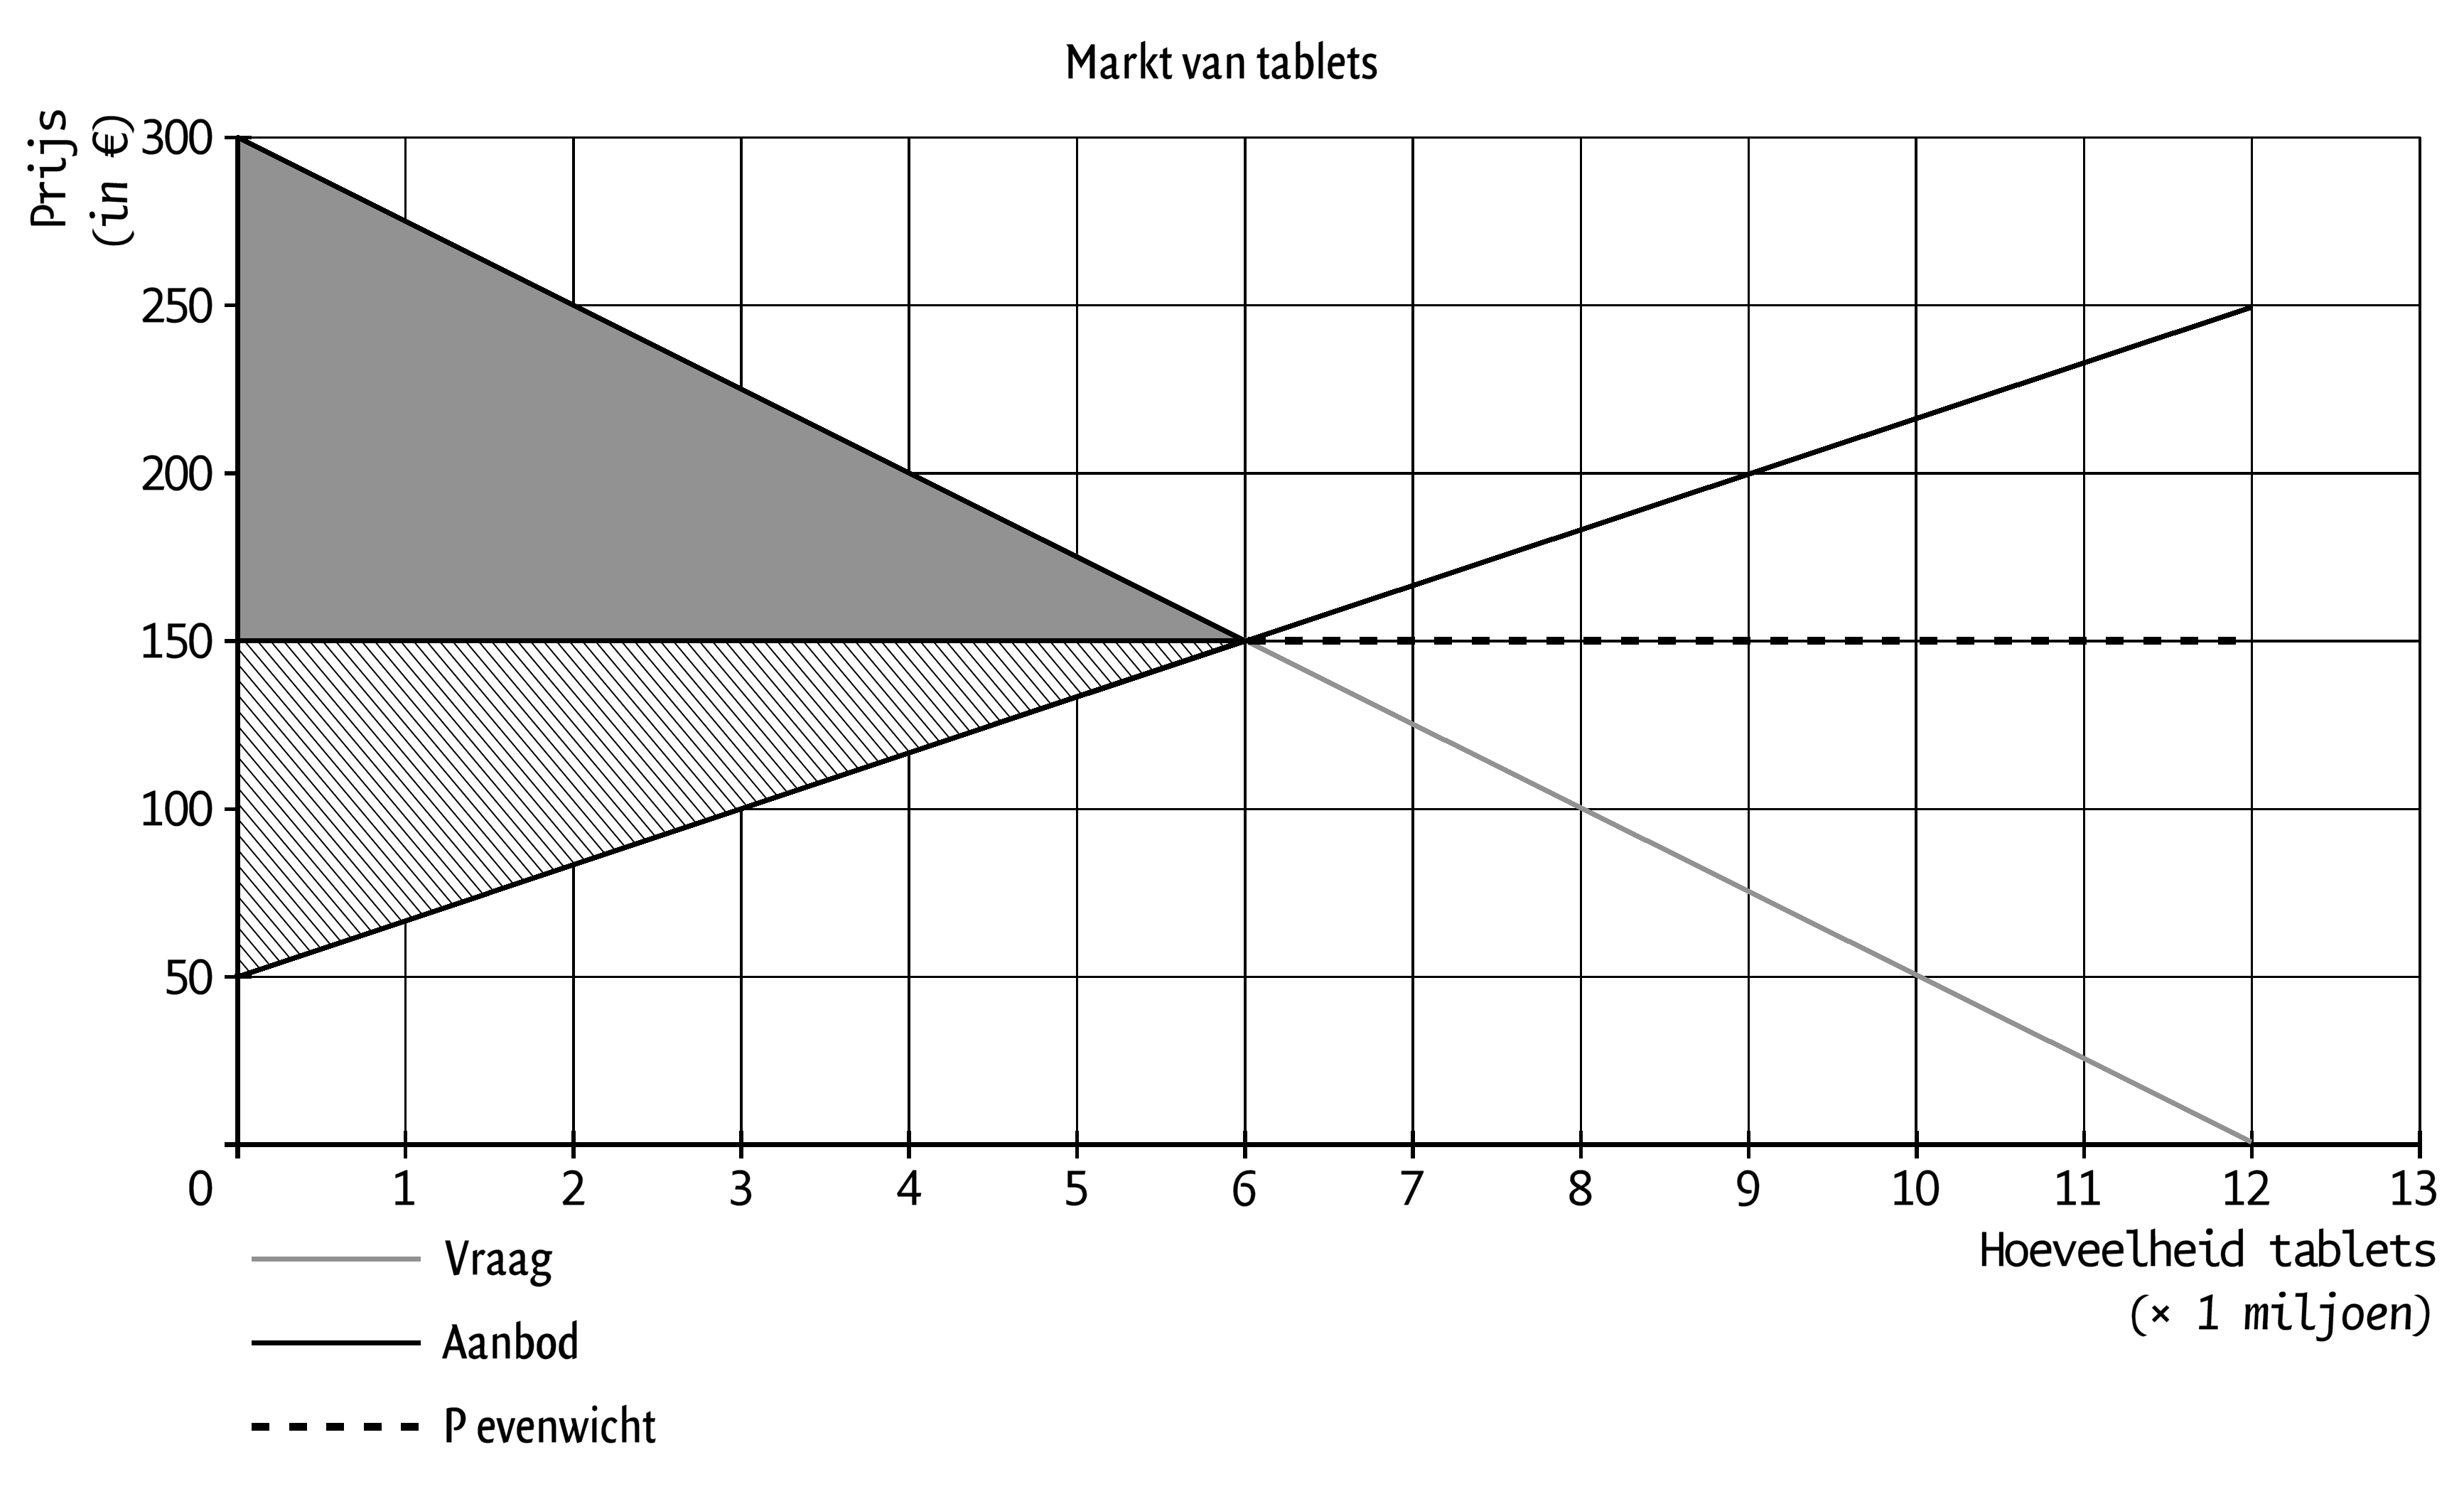 Markt van tablets
Prijs
(in €)
300
250
200
150
100
50
0 1 2 3 4 5 6 7 8 9 10 11 12 13
Hoeveelheid tablets
(× 1 miljoen)
Vraag
Aanbod
P evenwicht